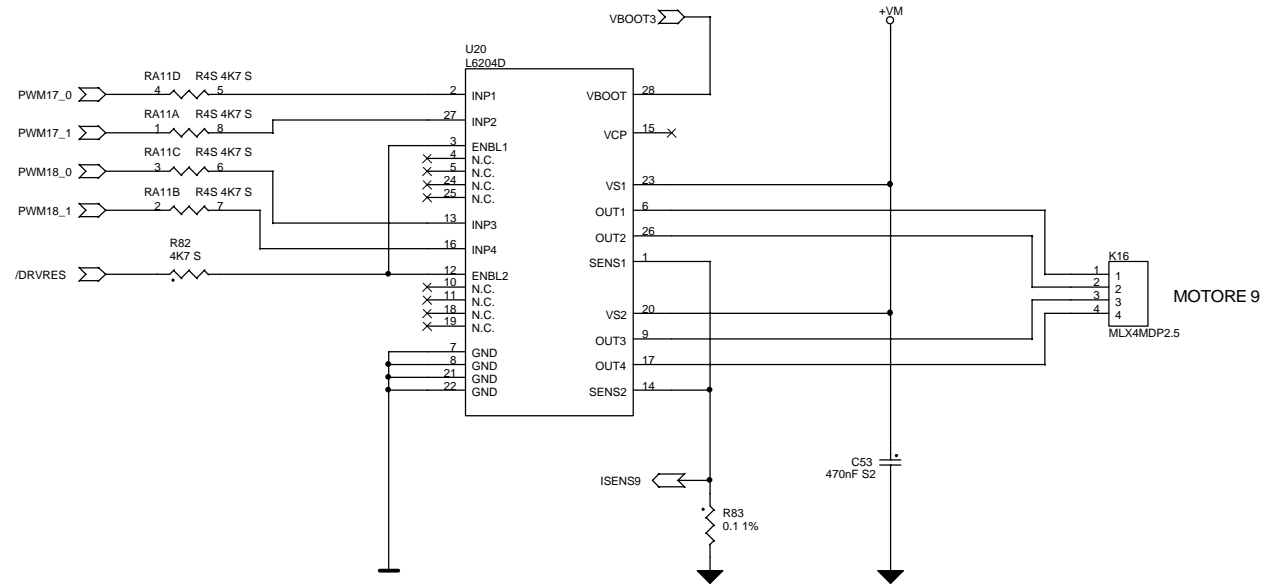 VBOOT3
+VM
U20
L6204D
RA11D R4S 4K7 S
PWM17_0 4 5 2 INP1 VBOOT 28
RA11A R4S 4K7 S
PWM17_1 1 8 27 INP2 VCP 15
3 ENBL1
RA11C R4S 4K7 S
4 N.C.
PWM18_0 3 6 5 N.C.
24 N.C. VS1 23
25 N.C.
RA11B R4S 4K7 S
PWM18_1 2 7 OUT1 6
13 INP3 OUT2 26
16 INP4 SENS1 1
R82
4K7 S
/DRVRES 12 ENBL2
10 N.C.
11 N.C.
18 N.C. VS2 20
19 N.C.
OUT3 9
7 GND
8 GND OUT4 17
21 GND
22 GND SENS2 14
K16
1 1
2 2
3 3
4 4
MLX4MDP2.5
MOTORE 9
C53
470nF S2
ISENS9
R83
0.1 1%